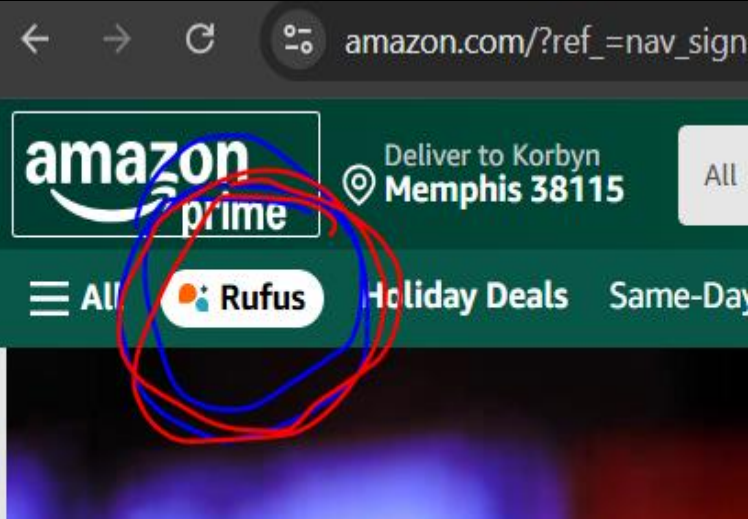 amazon.com/?ref_=nav_sign
amazon
prime
Deliver to Korbyn
Memphis 38115
All
All
Rufus
Holiday Deals
Same-Day